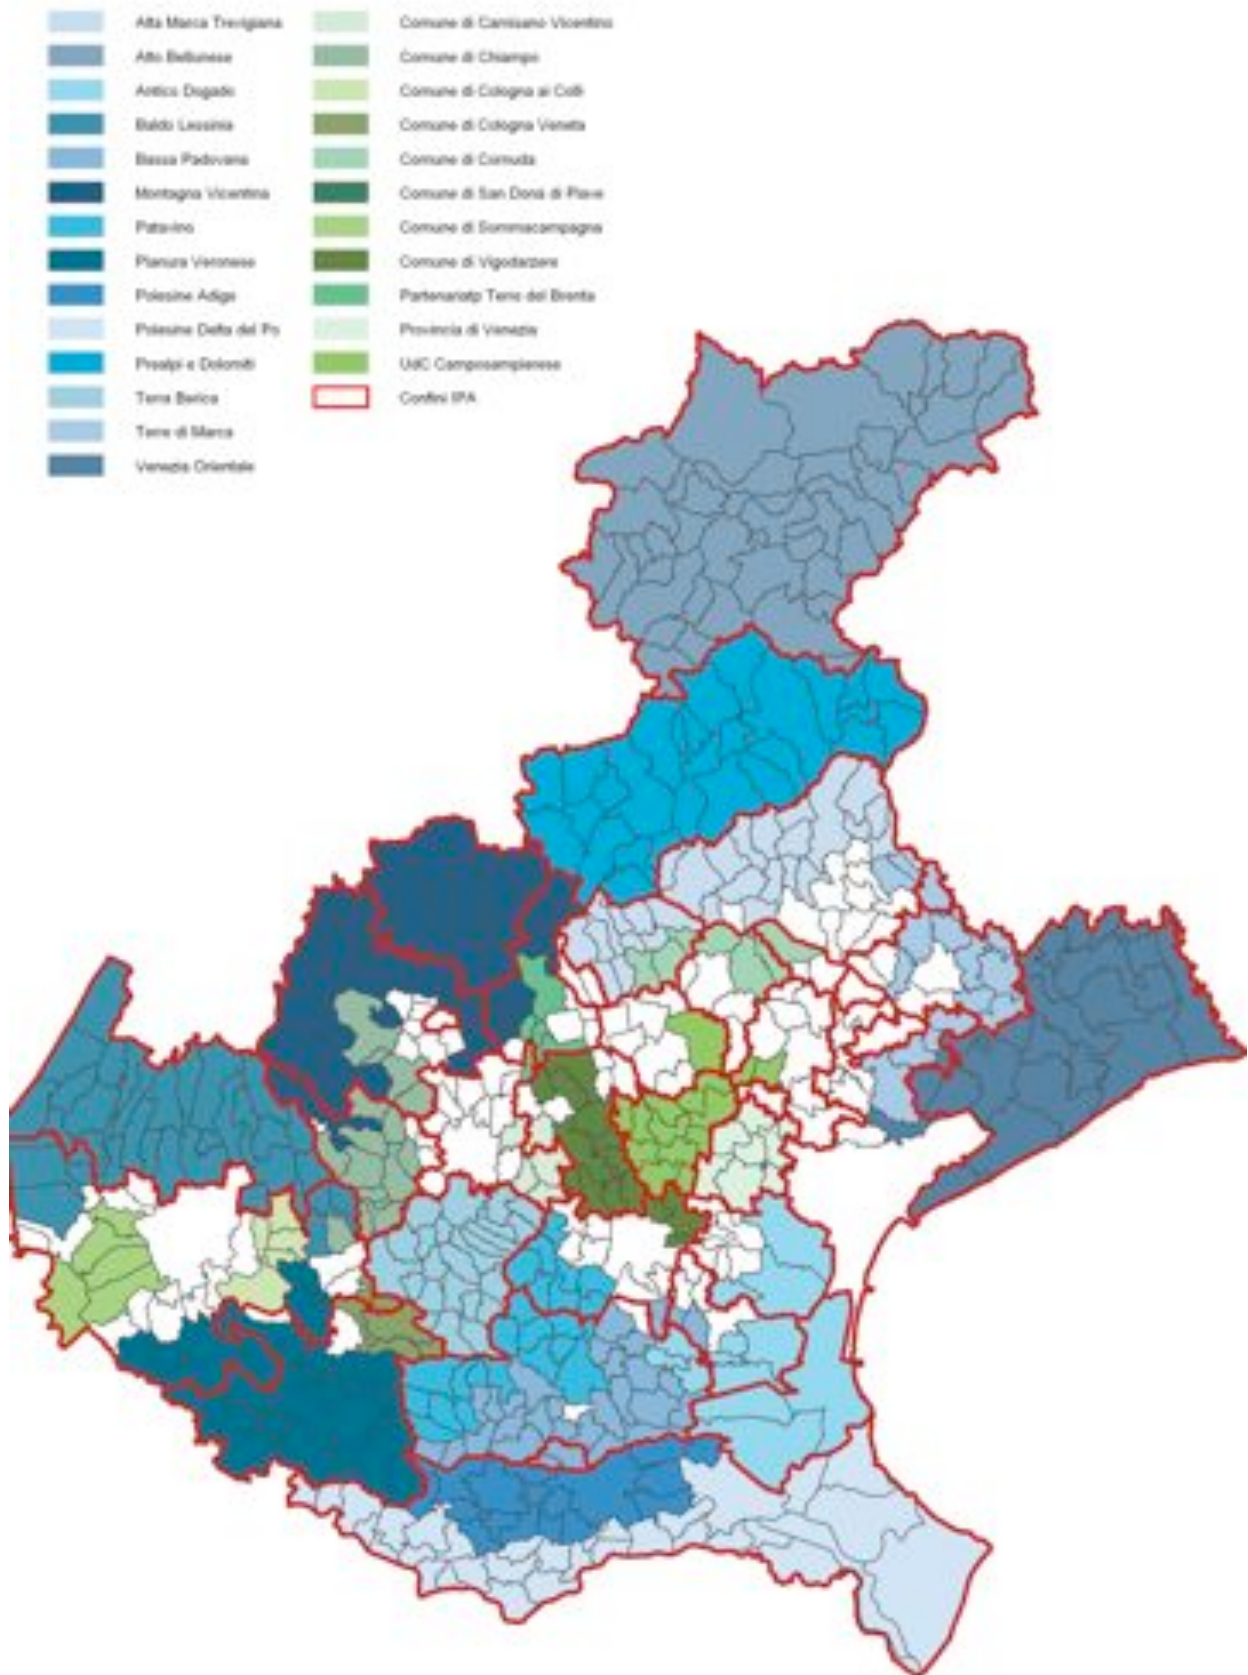 Alta Marca Trevigiana
Alto Bellunese
Antico Dogado
Baldo Lessinia
Bassa Padovana
Montagna Vicentina
Patavino
Pianura Veronese
Polesine Adige
Polesine Delta del Po
Prealpi e Dolomiti
Terra Berica
Terre di Marca
Venezia Orientale
Comune di Camisano Vicentino
Comune di Chiampo
Comune di Cologna ai Colli
Comune di Cologna Veneta
Comune di Cornuda
Comune di San Donà di Piave
Comune di Sommacampagna
Comune di Vigodarzere
Partenariatp Terre del Brenta
Provincia di Venezia
UdC Camposampierese
Confini IPA